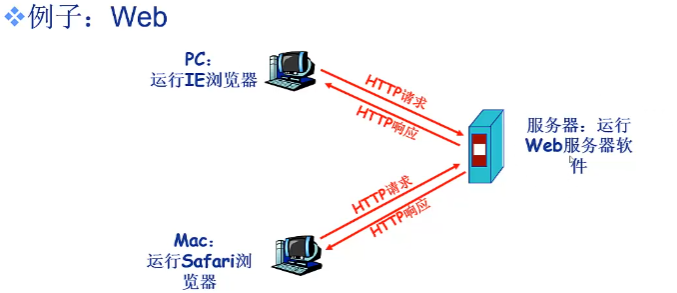 ❖例子：Web
PC：
运行IE浏览器
HTTP请求
HTTP响应
服务器：运行
Web服务器软
件
HTTP请求
HTTP响应
Mac：
运行Safari浏
览器